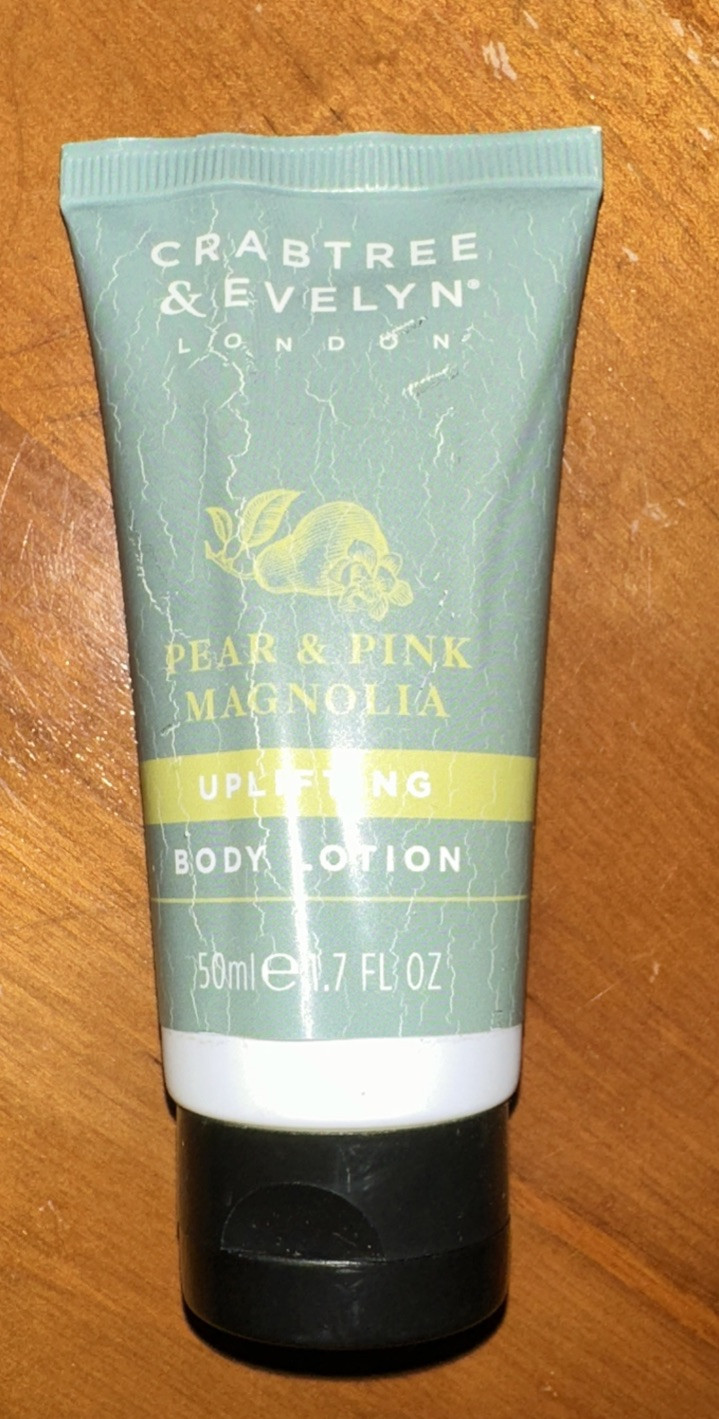 CRABTREE
& EVELYN®
LONDON
PEAR & PINK
MAGNOLIA
UPLIFTING
BODY LOTION
50ml e 1.7 FL OZ